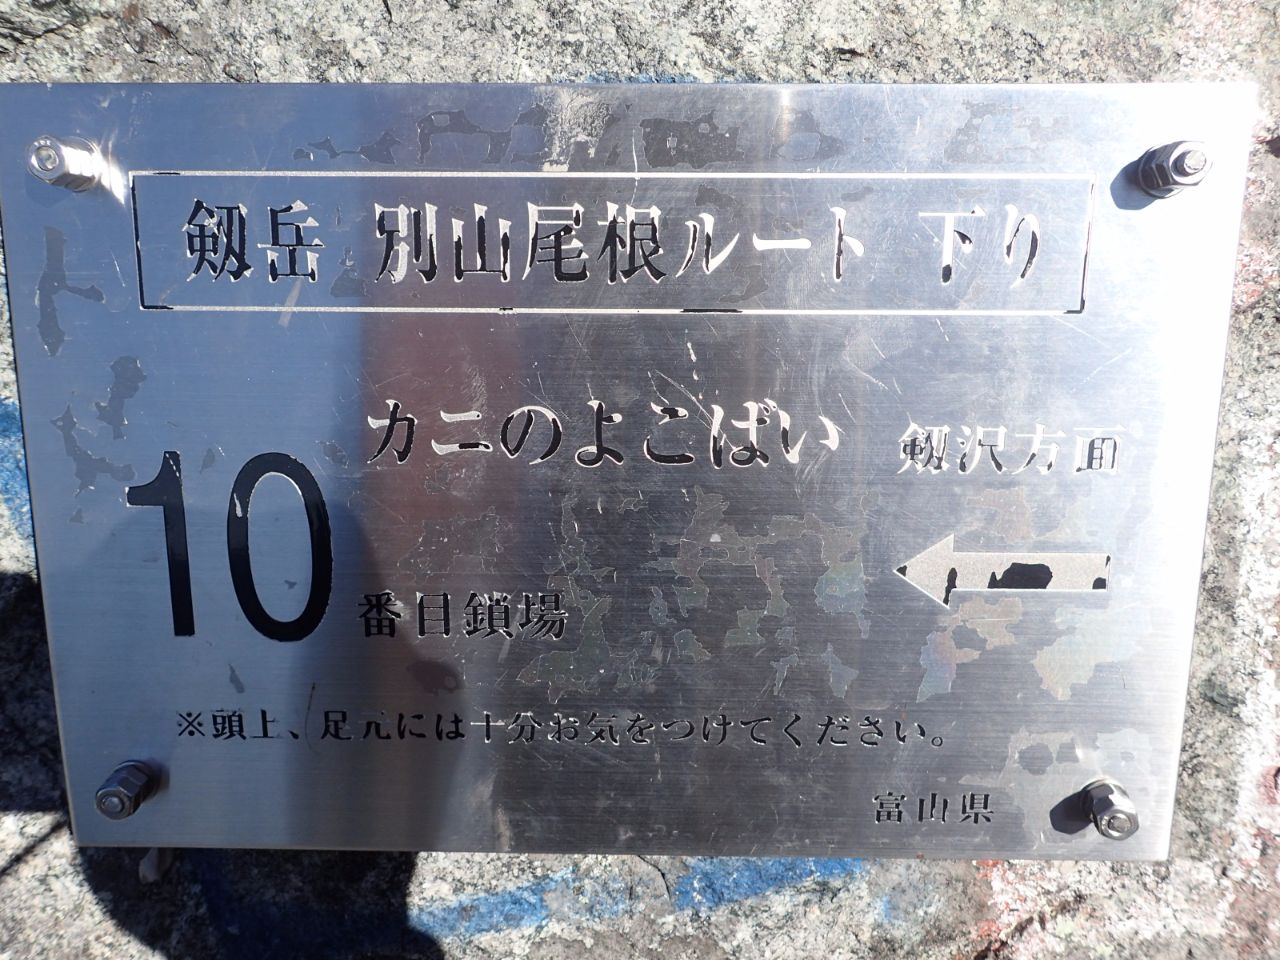 剱岳 別山尾根ルート 下り
カニのよこばい 剱沢方面
10番目鎖場
※頭上、足元には十分お気をつけてください。
富山県